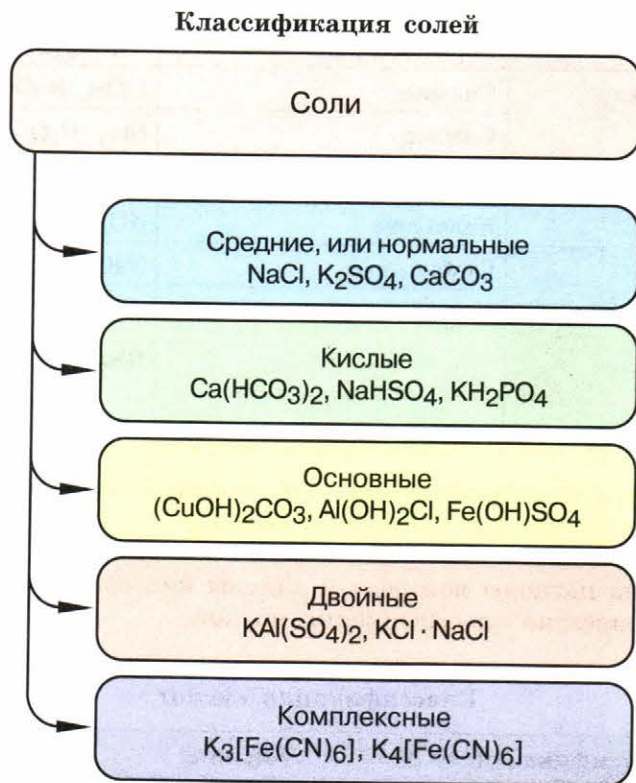 Классификация солей
Соли
Средние, или нормальные
NaCl, K2SO4, CaCO3
Кислые
Ca(HCO3)2, NaHSO4, KH2PO4
Основные
(CuOH)2CO3, Al(OH)2Cl, Fe(OH)SO4
Двойные
KAl(SO4)2, KCl · NaCl
Комплексные
K3[Fe(CN)6], K4[Fe(CN)6]